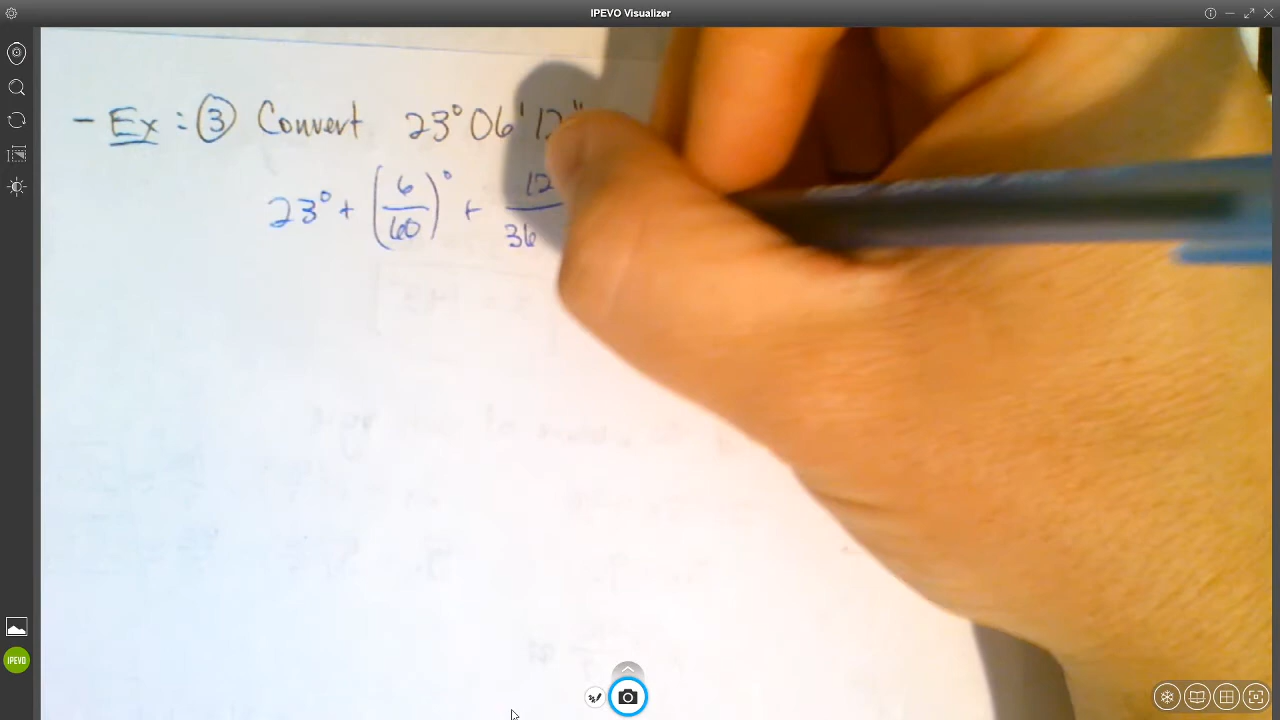 IPEVO Visualizer
- Ex : ③ Convert 23° 06' 12"
23° + (6/60)° + 12/36
IPEVO